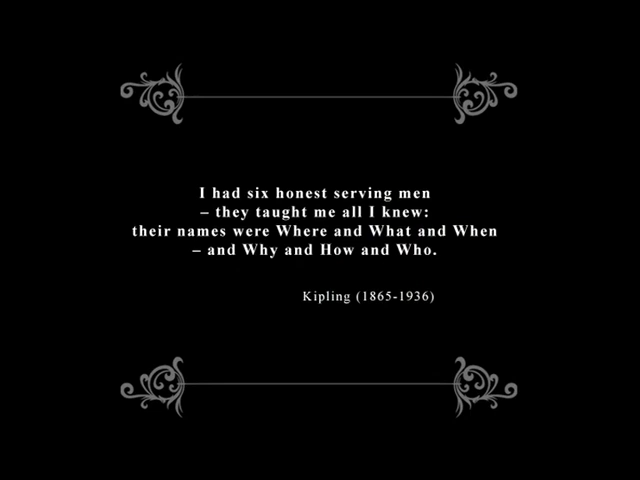 I had six honest serving men
– they taught me all I knew:
their names were Where and What and When
– and Why and How and Who.
Kipling (1865-1936)